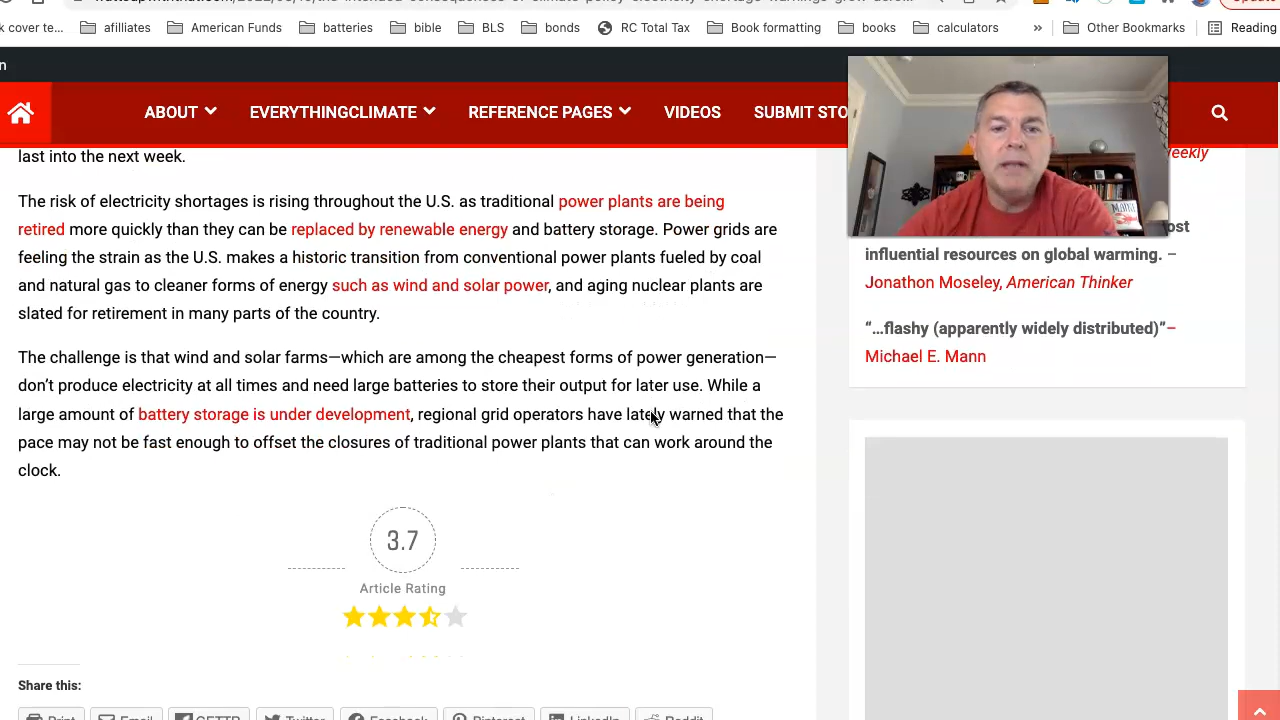 k cover te...
affiliates
American Funds
batteries
bible
BLS
bonds
RC Total Tax
Book formatting
books
calculators
»
Other Bookmarks
Reading
n
ABOUT
EVERYTHINGCLIMATE
REFERENCE PAGES
VIDEOS
SUBMIT STO
last into the next week.
The risk of electricity shortages is rising throughout the U.S. as traditional power plants are being
retired more quickly than they can be replaced by renewable energy and battery storage. Power grids are
feeling the strain as the U.S. makes a historic transition from conventional power plants fueled by coal
and natural gas to cleaner forms of energy such as wind and solar power, and aging nuclear plants are
slated for retirement in many parts of the country.
The challenge is that wind and solar farms—which are among the cheapest forms of power generation—
don’t produce electricity at all times and need large batteries to store their output for later use. While a
large amount of battery storage is under development, regional grid operators have lately warned that the
pace may not be fast enough to offset the closures of traditional power plants that can work around the
clock.
3.7
Article Rating
Share this:
Print
Email
GETTR
Twitter
Facebook
Pinterest
LinkedIn
Reddit
Weekly
ost
influential resources on global warming. –
Jonathon Moseley, American Thinker
“…flashy (apparently widely distributed)”–
Michael E. Mann